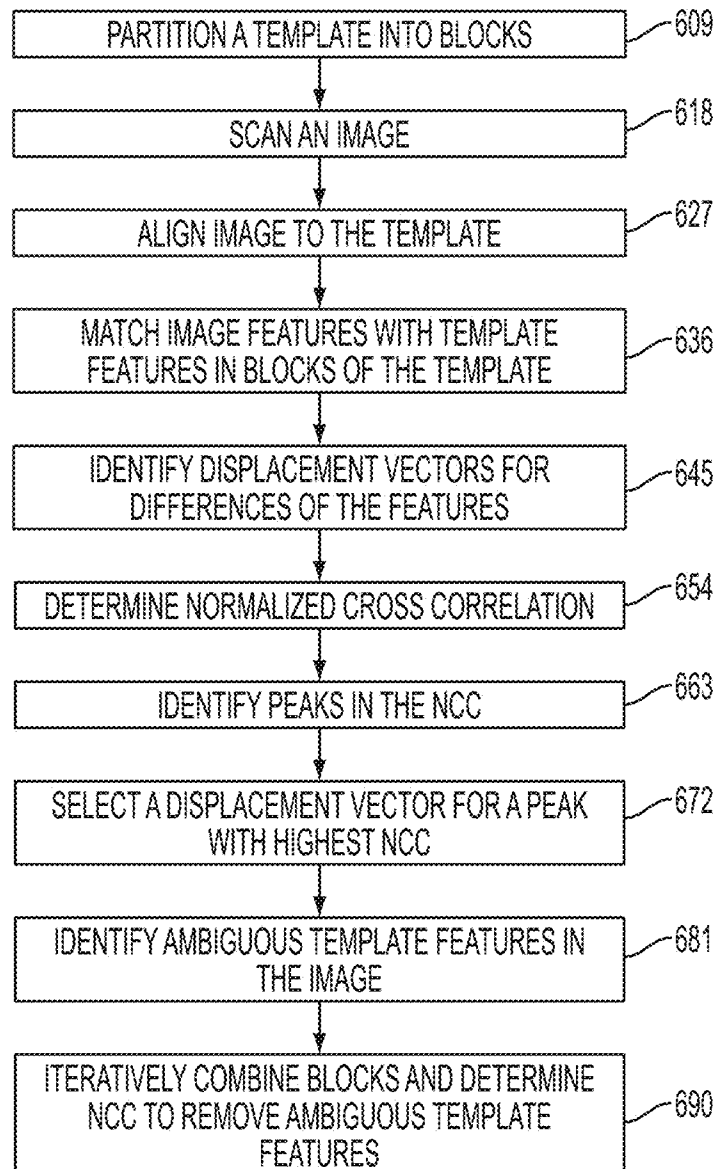 PARTITION A TEMPLATE INTO BLOCKS
609
SCAN AN IMAGE
618
ALIGN IMAGE TO THE TEMPLATE
627
MATCH IMAGE FEATURES WITH TEMPLATE
FEATURES IN BLOCKS OF THE TEMPLATE
636
IDENTIFY DISPLACEMENT VECTORS FOR
DIFFERENCES OF THE FEATURES
645
DETERMINE NORMALIZED CROSS CORRELATION
654
IDENTIFY PEAKS IN THE NCC
663
SELECT A DISPLACEMENT VECTOR FOR A PEAK
WITH HIGHEST NCC
672
IDENTIFY AMBIGUOUS TEMPLATE FEATURES IN
THE IMAGE
681
ITERATIVELY COMBINE BLOCKS AND DETERMINE
NCC TO REMOVE AMBIGUOUS TEMPLATE
FEATURES
690